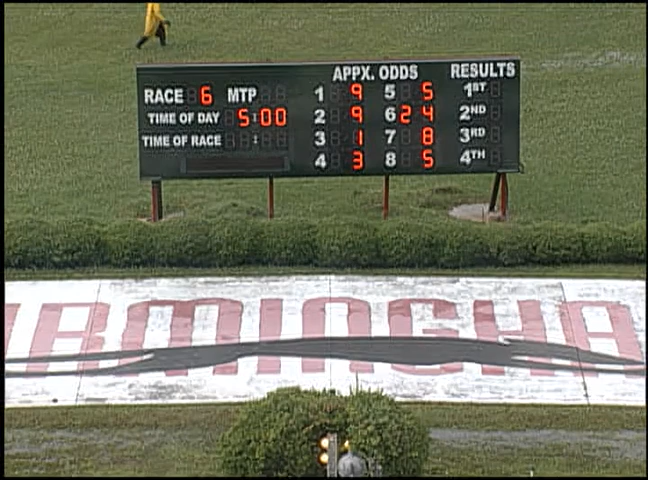 APPX. ODDS RESULTS
RACE 6 MTP 1 9 5 5 1ST
TIME OF DAY 5:00 2 9 6 24 2ND
TIME OF RACE : 3 1 7 8 3RD
4 3 8 5 4TH
IRMINGHA